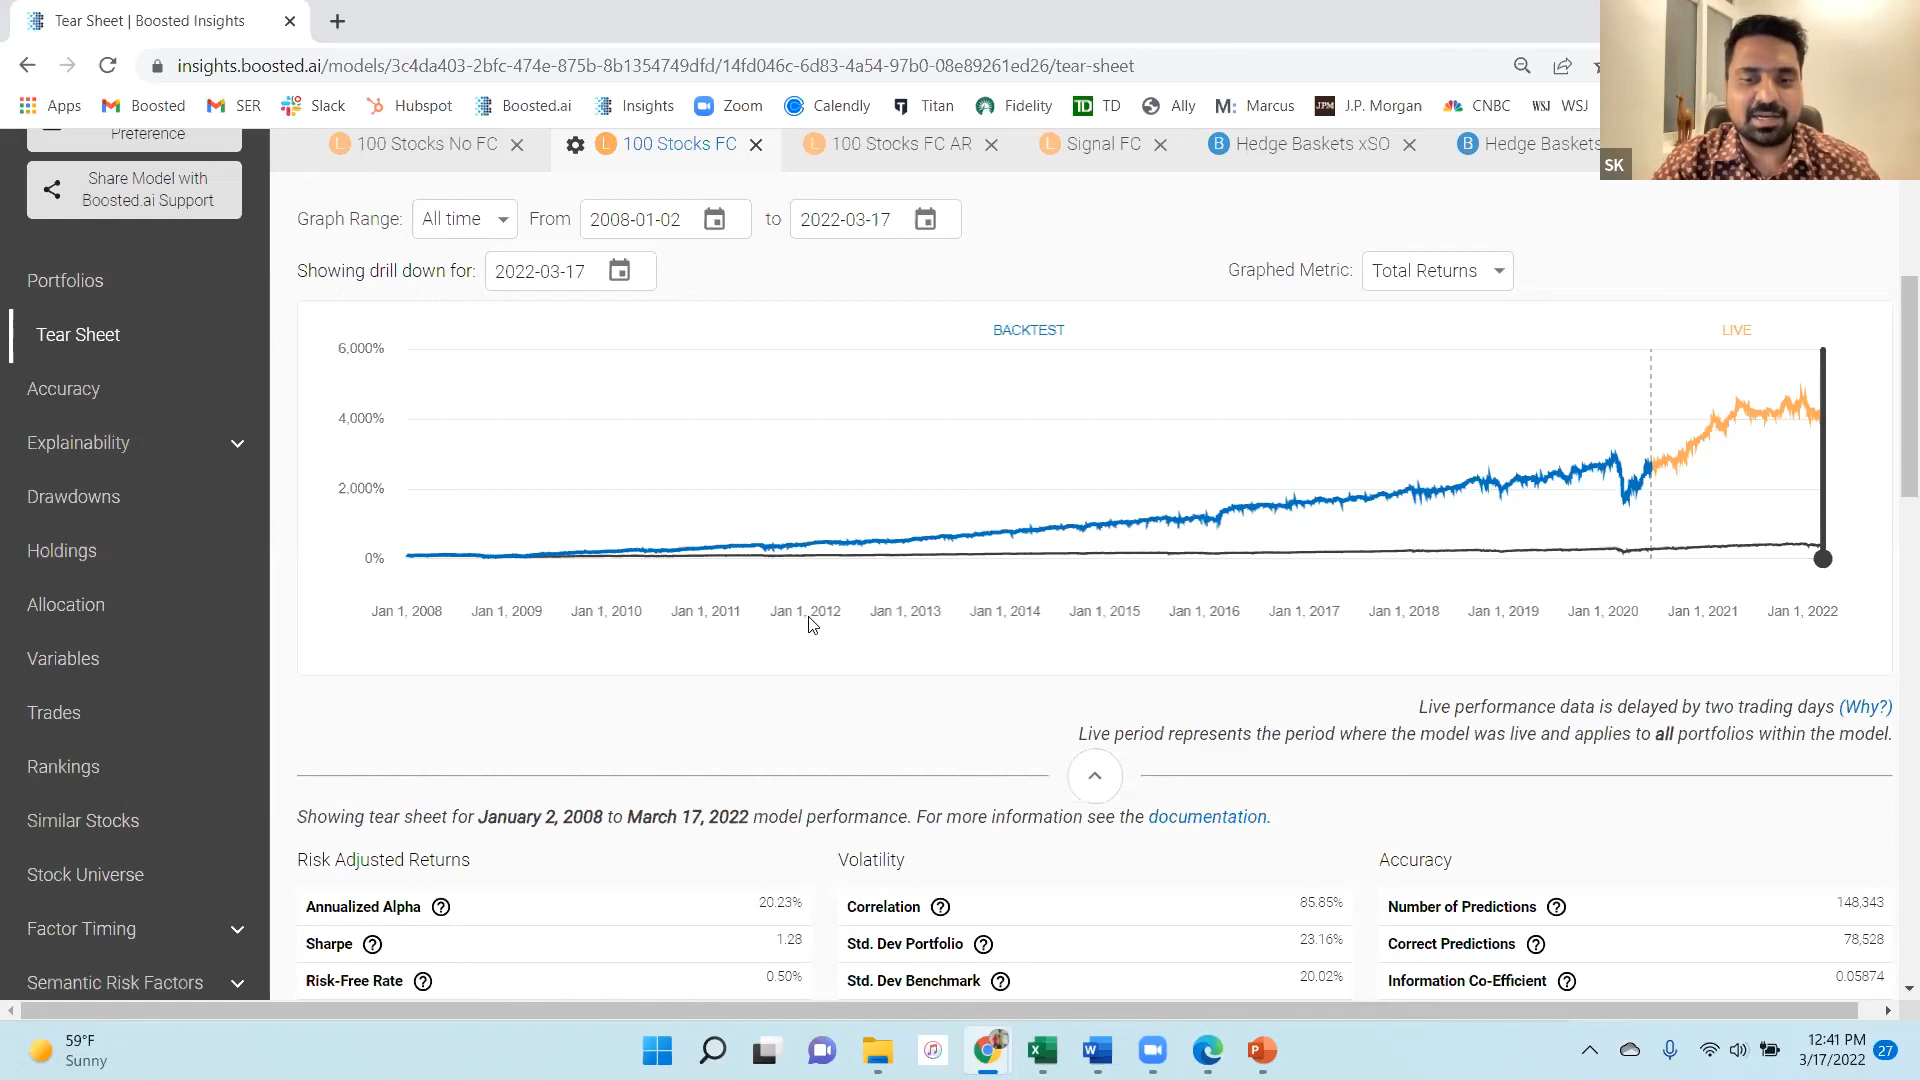 Tear Sheet | Boosted Insights
insights.boosted.ai/models/3c4da403-2bfc-474e-875b-8b1354749dfd/14fd046c-6d83-4a54-97b0-08e89261ed26/tear-sheet
Apps Boosted SER Slack Hubspot Boosted.ai Insights Zoom Calendly Titan Fidelity TD TD Ally M: Marcus JPM J.P. Morgan CNBC WSJ WSJ
SK
Preference
Share Model with
Boosted.ai Support
Portfolios
Tear Sheet
Accuracy
Explainability
Drawdowns
Holdings
Allocation
Variables
Trades
Rankings
Similar Stocks
Stock Universe
Factor Timing
Semantic Risk Factors
L 100 Stocks No FC L 100 Stocks FC L 100 Stocks FC AR L Signal FC B Hedge Baskets xSO B Hedge Baskets
Graph Range: All time From 2008-01-02 to 2022-03-17
Showing drill down for: 2022-03-17 Graphed Metric: Total Returns
BACKTEST LIVE
6,000%
4,000%
2,000%
0%
Jan 1, 2008 Jan 1, 2009 Jan 1, 2010 Jan 1, 2011 Jan 1, 2012 Jan 1, 2013 Jan 1, 2014 Jan 1, 2015 Jan 1, 2016 Jan 1, 2017 Jan 1, 2018 Jan 1, 2019 Jan 1, 2020 Jan 1, 2021 Jan 1, 2022
Live performance data is delayed by two trading days (Why?)
Live period represents the period where the model was live and applies to all portfolios within the model.
Showing tear sheet for January 2, 2008 to March 17, 2022 model performance. For more information see the documentation.
Risk Adjusted Returns
Annualized Alpha ? 20.23%
Sharpe ? 1.28
Risk-Free Rate ? 0.50%
Volatility
Correlation ? 85.85%
Std. Dev Portfolio ? 23.16%
Std. Dev Benchmark ? 20.02%
Accuracy
Number of Predictions ? 148,343
Correct Predictions ? 78,528
Information Co-Efficient ? 0.05874
59°F
Sunny
12:41 PM
3/17/2022
27